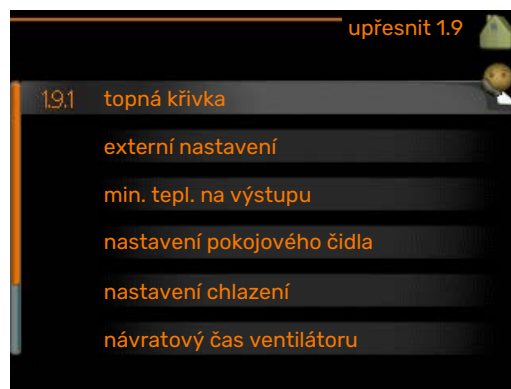 upřesnit 1.9
1.9.1 topná křivka
externí nastavení
min. tepl. na výstupu
nastavení pokojového čidla
nastavení chlazení
návratový čas ventilátoru